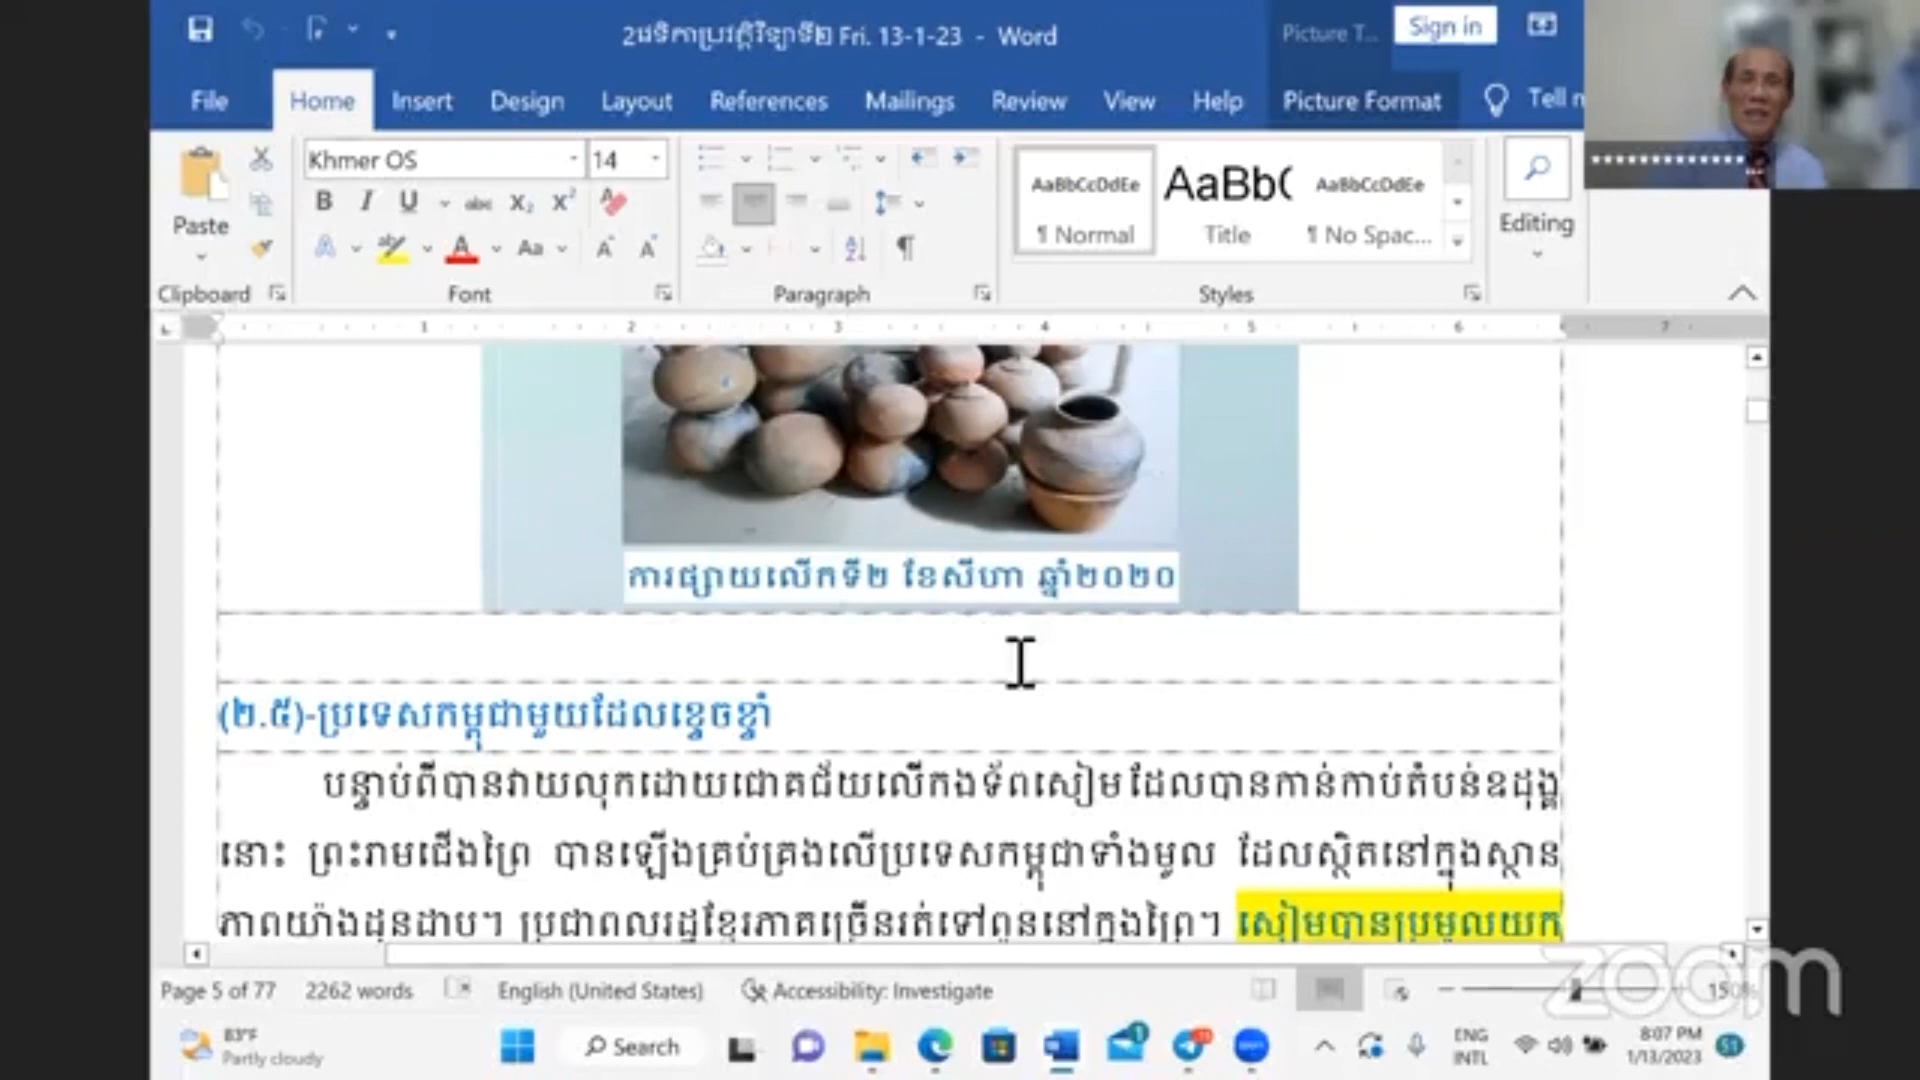 2វេទិកាប្រវត្តិវិទ្យាទី២ Fri. 13-1-23 - Word
Picture T...
Sign in
File Home Insert Design Layout References Mailings Review View Help Picture Format
Paste
Khmer OS
14
AaBbCcDdEe
¶ Normal
AaBb(
Title
AaBbCcDdEe
¶ No Spac...
Editing
Clipboard Font Paragraph Styles
1 2 3 4 5 6 7
ការផ្សាយលើកទី២ ខែសីហា ឆ្នាំ២០២០
(២.៥)-ប្រទេសកម្ពុជាមួយដែលខ្ទេចខ្ទាំ
បន្ទាប់ពីបានវាយលុកដោយជោគជ័យលើកងទ័ពសៀមដែលបានកាន់កាប់តំបន់ឧដុង្គ
នោះ ព្រះរាមជើងព្រៃ បានឡើងគ្រប់គ្រងលើប្រទេសកម្ពុជាទាំងមូល ដែលស្ថិតនៅក្នុងស្ថាន
ភាពយ៉ាងដុនដាប។ ប្រជាពលរដ្ឋខ្មែរភាគច្រើនរត់ទៅពួននៅក្នុងព្រៃ។ សៀមបានប្រមូលយក
zoom
Page 5 of 77 2262 words English (United States) Accessibility: Investigate 150%
83°F
Partly cloudy
Search
ENG
INTL
8:07 PM
1/13/2023